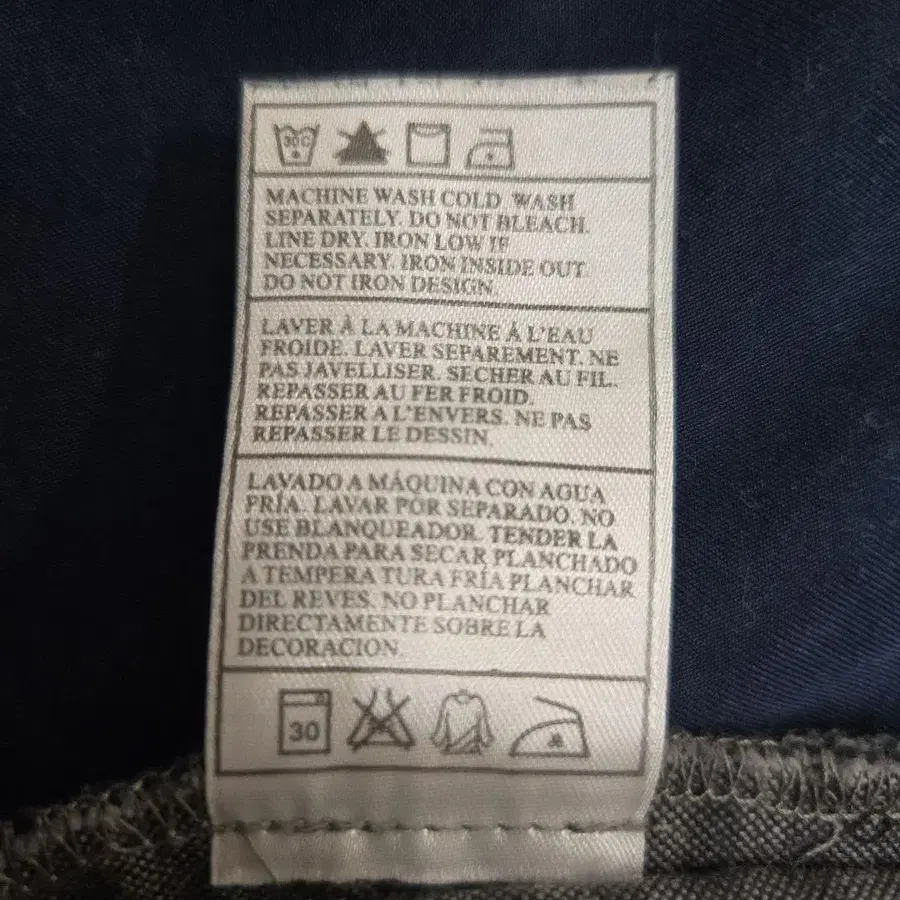 30C
MACHINE WASH COLD WASH
SEPARATELY. DO NOT BLEACH.
LINE DRY. IRON LOW IF
NECESSARY. IRON INSIDE OUT.
DO NOT IRON DESIGN.
LAVER À LA MACHINE À L'EAU
FROIDE. LAVER SEPAREMENT. NE
PAS JAVELLISER. SECHER AU FIL.
REPASSER AU FER FROID.
REPASSER A L'ENVERS. NE PAS
REPASSER LE DESSIN.
LAVADO A MÁQUINA CON AGUA
FRÍA. LAVAR POR SEPARADO. NO
USE BLANQUEADOR. TENDER LA
PRENDA PARA SECAR PLANCHADO
A TEMPERA TURA FRÍA PLANCHAR
DEL REVES. NO PLANCHAR
DIRECTAMENTE SOBRE LA
DECORACION
30